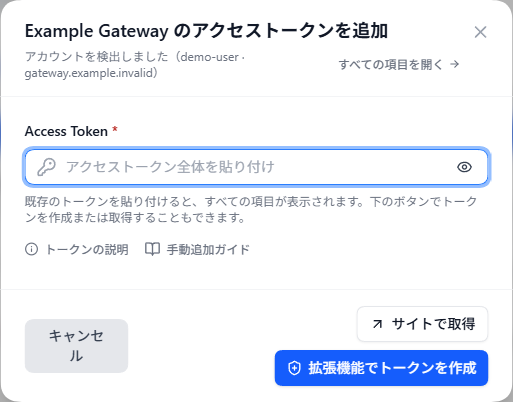 Example Gateway のアクセストークンを追加
アカウントを検出しました（demo-user ·
gateway.example.invalid）
すべての項目を開く →
Access Token *
アクセストークン全体を貼り付け
既存のトークンを貼り付けると、すべての項目が表示されます。下のボタンでトーク
ンを作成または取得することもできます。
トークンの説明
手動追加ガイド
キャンセ
ル
サイトで取得
拡張機能でトークンを作成